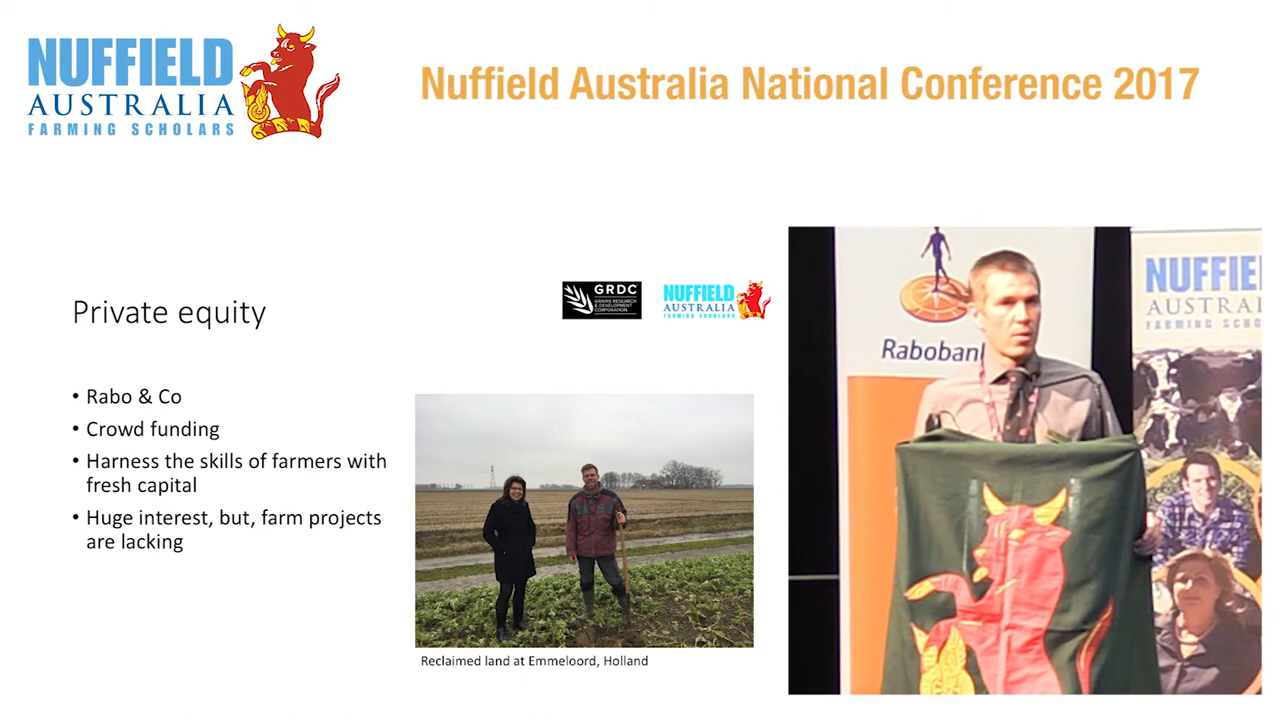 NUFFIELD
AUSTRALIA
FARMING SCHOLARS
Nuffield Australia National Conference 2017
Private equity
GRDC
GRAINS RESEARCH
& DEVELOPMENT
CORPORATION
NUFFIELD
AUSTRALIA
FARMING SCHOLARS
• Rabo & Co
• Crowd funding
• Harness the skills of farmers with
fresh capital
• Huge interest, but, farm projects
are lacking
Reclaimed land at Emmeloord, Holland
Raboban
NUFFIE
AUSTRA
FARMING SCHO